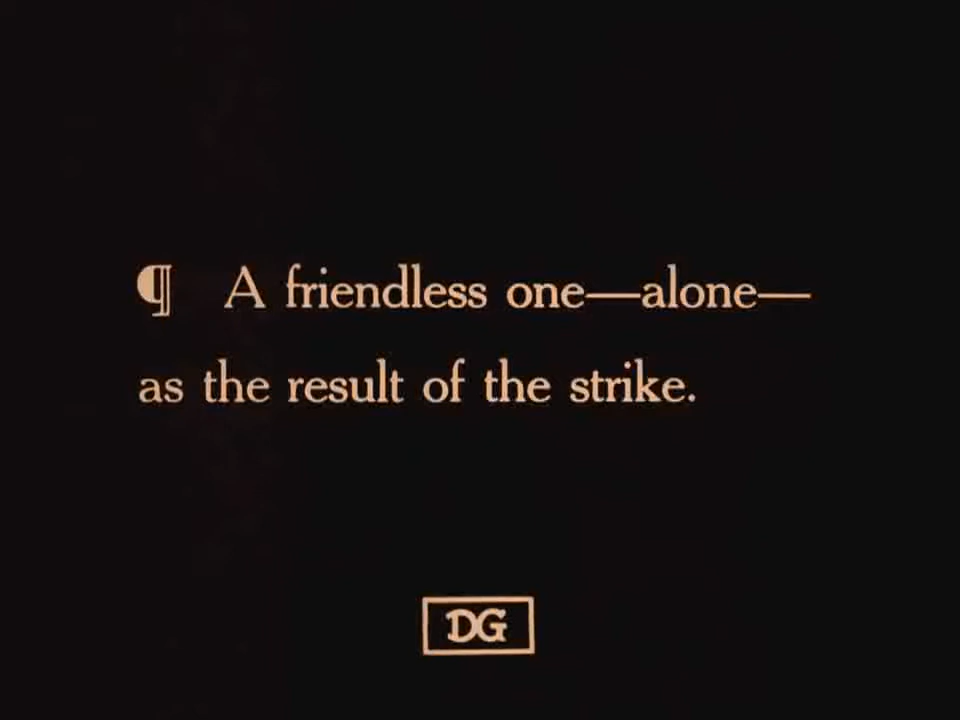 ¶ A friendless one—alone—
as the result of the strike.
DG